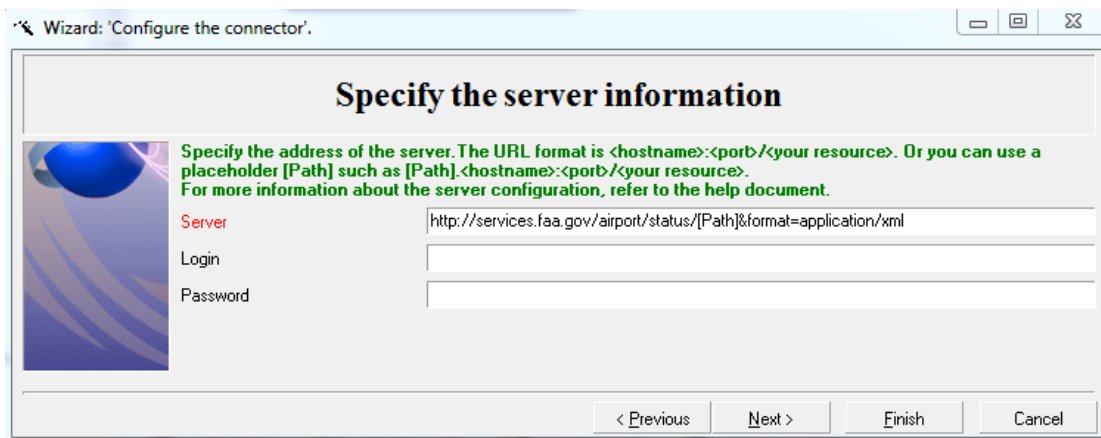 Wizard: 'Configure the connector'.
Specify the server information
Specify the address of the server.The URL format is <hostname>:<port>/<your resource>. Or you can use a
placeholder [Path] such as [Path].<hostname>:<port>/<your resource>.
For more information about the server configuration, refer to the help document.
Server http://services.faa.gov/airport/status/[Path]&format=application/xml
Login
Password
< Previous Next > Finish Cancel